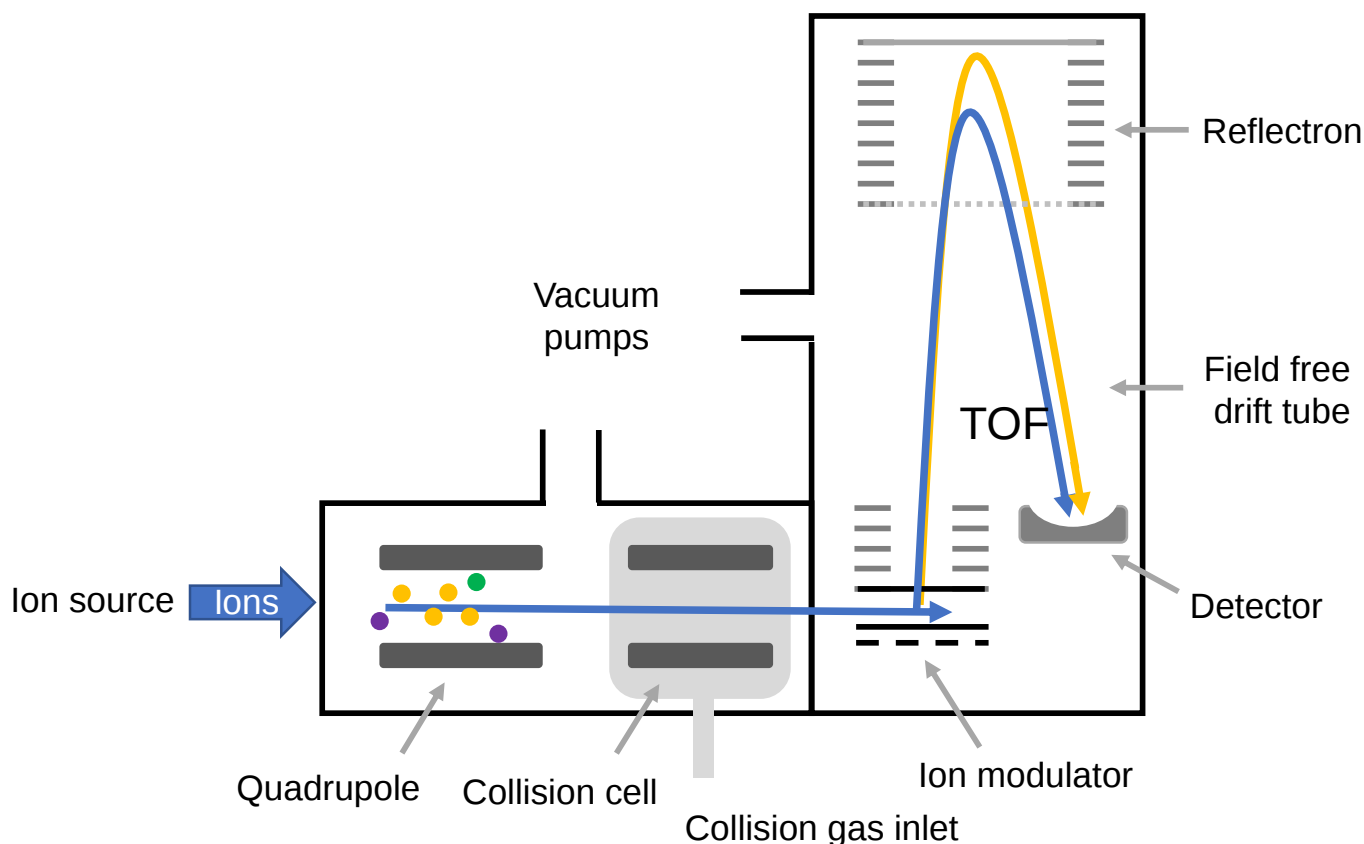 Reflectron
Vacuum
pumps
Field free
drift tube
TOF
Ion source
Ions
Detector
Quadrupole
Collision cell
Ion modulator
Collision gas inlet